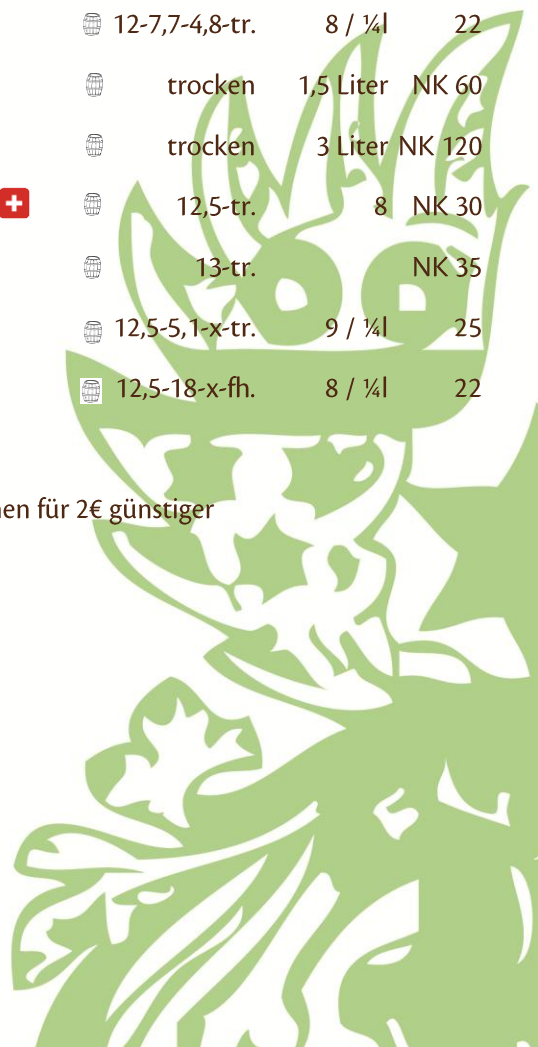 12-7,7-4,8-tr. 8 / ¼l 22
trocken 1,5 Liter NK 60
trocken 3 Liter NK 120
12,5-tr. 8 NK 30
13-tr. NK 35
12,5-5,1-x-tr. 9 / ¼l 25
12,5-18-x-fh. 8 / ¼l 22
für 2€ günstiger